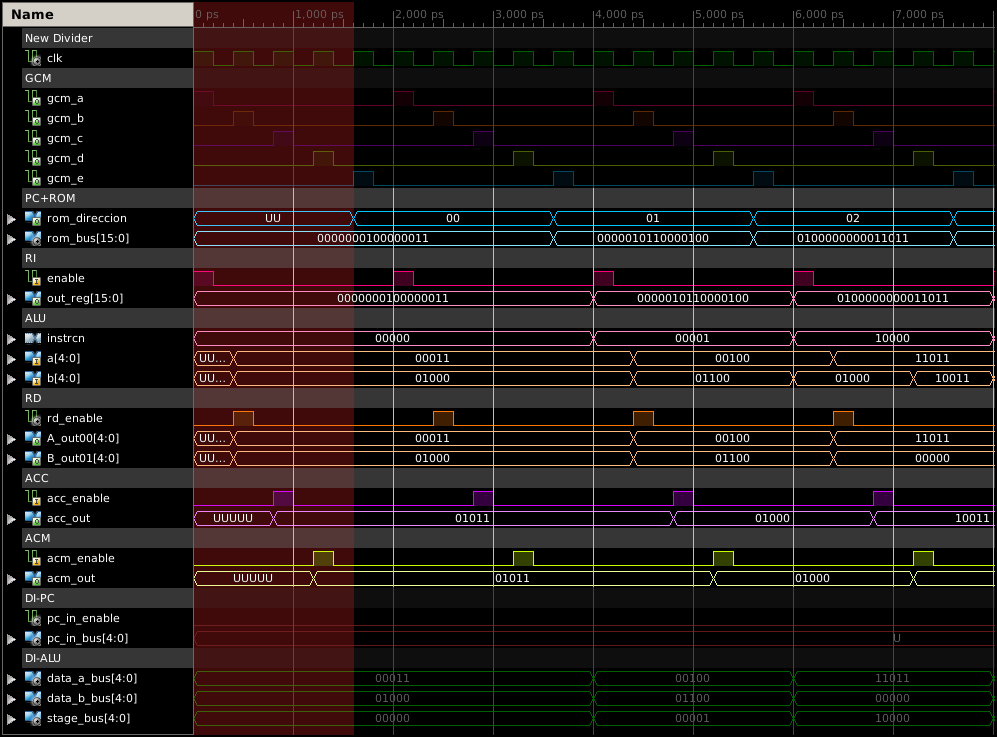 Name 0 ps 1,000 ps 2,000 ps 3,000 ps 4,000 ps 5,000 ps 6,000 ps 7,000 ps
New Divider
clk
GCM
gcm_a
gcm_b
gcm_c
gcm_d
gcm_e
PC+ROM
rom_direccion UU 00 01 02
rom_bus[15:0] 0000000100000011 0000010110000100 0100000000011011
RI
enable
out_reg[15:0] 0000000100000011 0000010110000100 0100000000011011
ALU
instrcn 00000 00001 10000
a[4:0] UU... 00011 00100 11011
b[4:0] UU... 01000 01100 01000 10011
RD
rd_enable
A_out00[4:0] UU... 00011 00100 11011
B_out01[4:0] UU... 01000 01100 00000
ACC
acc_enable
acc_out UUUUU 01011 01000 10011
ACM
acm_enable
acm_out UUUUU 01011 01000
DI-PC
pc_in_enable
pc_in_bus[4:0] U
DI-ALU
data_a_bus[4:0] 00011 00100 11011
data_b_bus[4:0] 01000 01100 00000
stage_bus[4:0] 00000 00001 10000